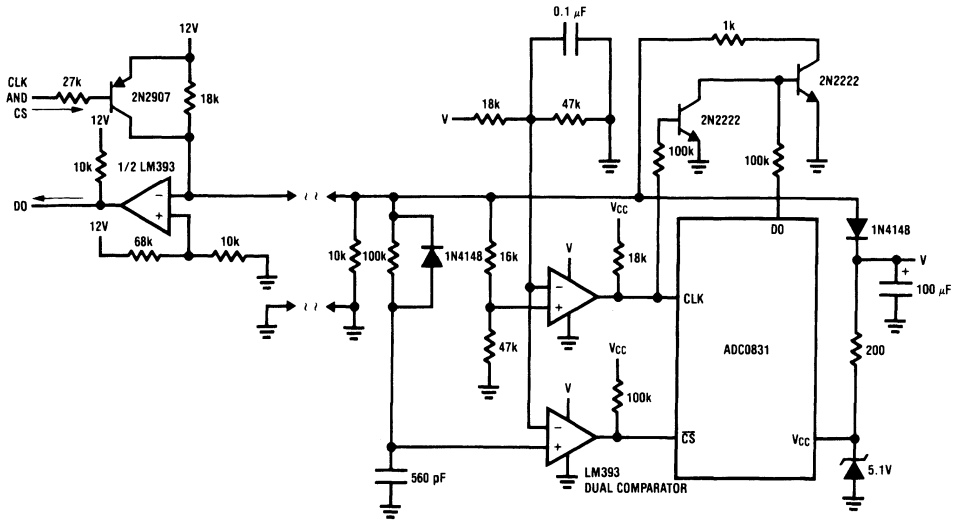 0.1 µF
1k
12V
CLK
AND
CS
27k
2N2907
18k
2N2222
12V
18k
47k
V
2N2222
10k
1/2 LM393
100k
100k
DO
−
+
12V
68k
10k
VCC
DO
1N4148
10k
100k
1N4148
16k
V
18k
V
+
100 µF
−
+
CLK
47k
ADC0831
200
VCC
V
100k
−
+
CS
VCC
560 pF
LM393
DUAL COMPARATOR
5.1V